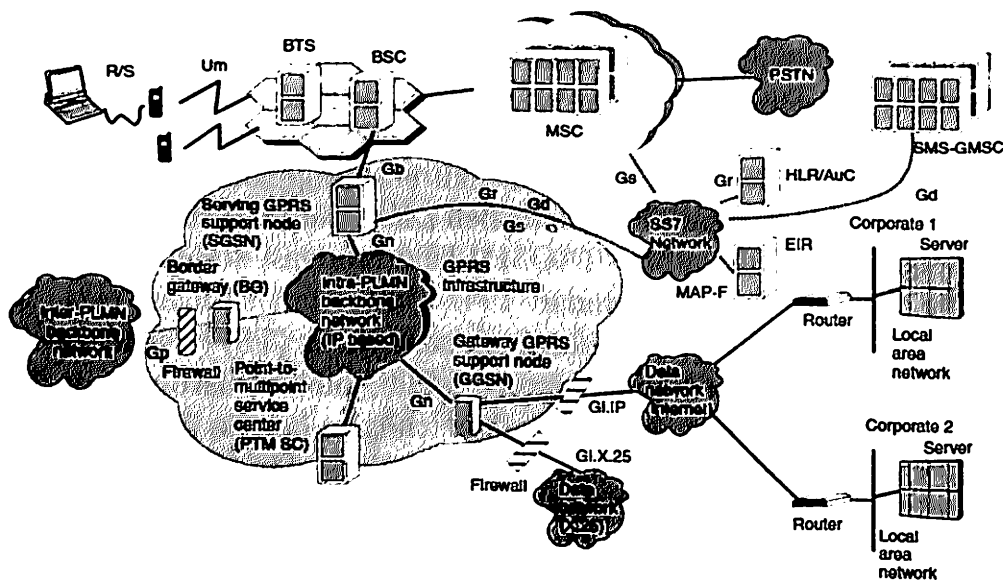 R/S
Um
BTS
BSC
MSC
PSTN
SMS-GMSC
Gb
Gr
Gd
Gs
Gs
Gr
HLR/AuC
Gd
Serving GPRS
support node
(SGSN)
Gn
SS7
Network
EIR
MAP-F
Corporate 1
Server
Router
Local
area
network
Border
gateway (BG)
Intra-PLMN
backbone
network
(IP based)
GPRS
infrastructure
Inter-PLMN
backbone
network
Gp
Firewall
Point-to-
multipoint
service
center
(PTM SC)
Gateway GPRS
support node
(GGSN)
Gn
GI.IP
Data
network
Internet
Firewall
GI.X.25
Data
network
(X.25)
Corporate 2
Server
Router
Local
area
network